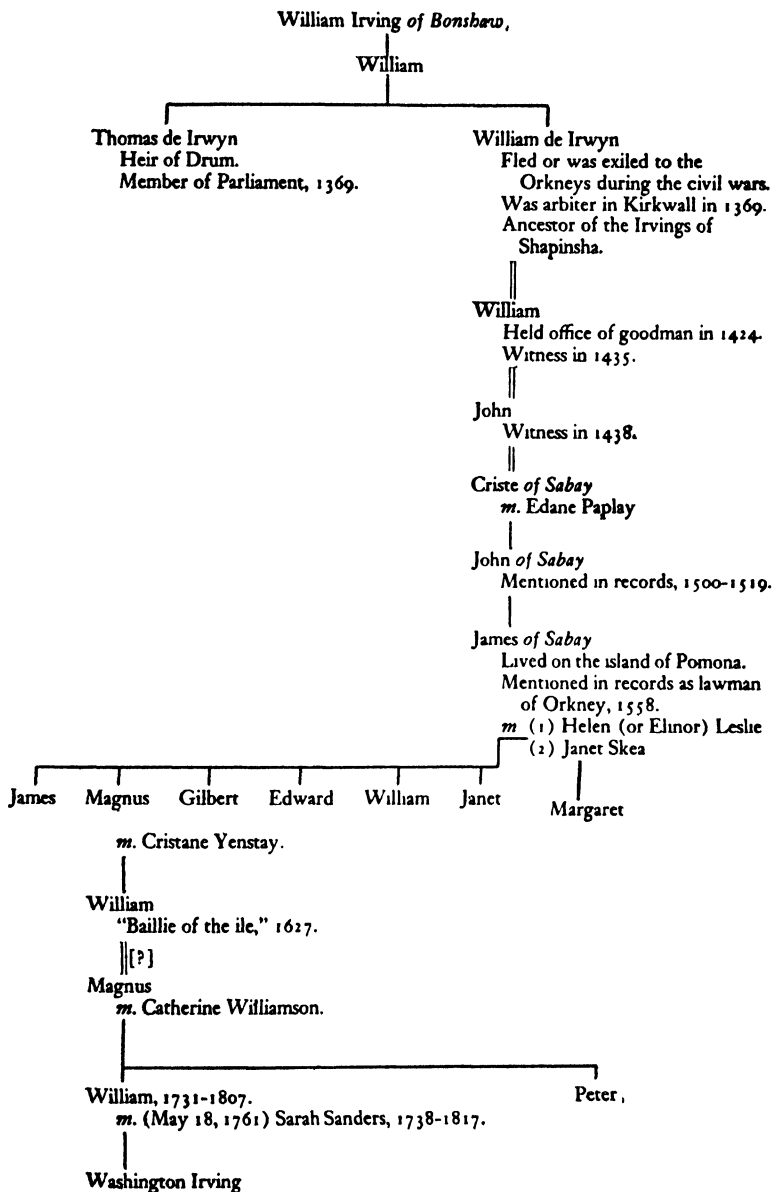 William Irving of Bonshaw,
William
Thomas de Irwyn
Heir of Drum.
Member of Parliament, 1369.
William de Irwyn
Fled or was exiled to the
Orkneys during the civil wars.
Was arbiter in Kirkwall in 1369.
Ancestor of the Irvings of
Shapinsha.
William
Held office of goodman in 1424.
Witness in 1435.
John
Witness in 1438.
Criste of Sabay
m. Edane Paplay
John of Sabay
Mentioned in records, 1500-1519.
James of Sabay
Lived on the island of Pomona.
Mentioned in records as lawman
of Orkney, 1558.
m (1) Helen (or Elinor) Leslie
(2) Janet Skea
James Magnus Gilbert Edward William Janet
Margaret
m. Cristane Yenstay.
William
"Baillie of the ile," 1627.
[?]
Magnus
m. Catherine Williamson.
William, 1731-1807.
Peter,
m. (May 18, 1761) Sarah Sanders, 1738-1817.
Washington Irving